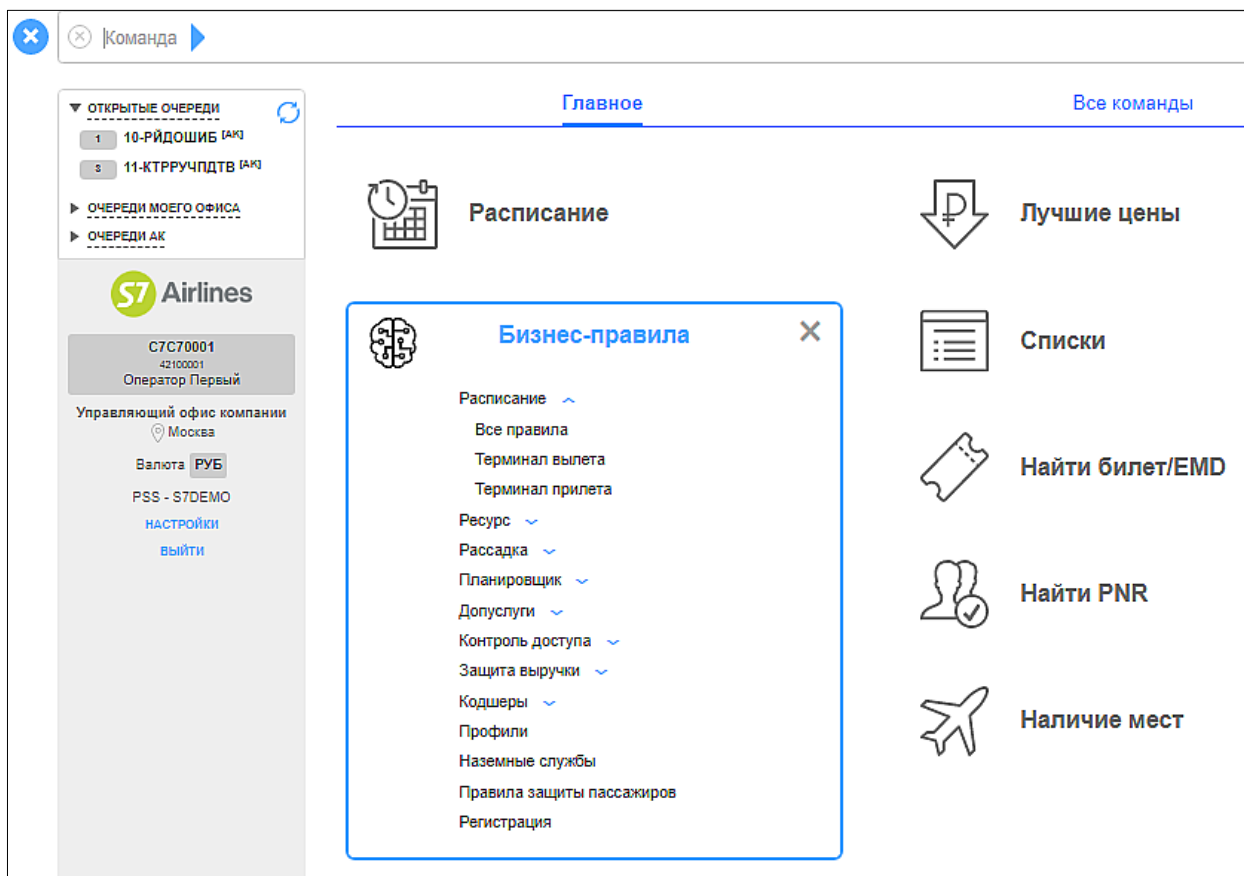 Команда
ОТКРЫТЫЕ ОЧЕРЕДИ
1 10-РЙДОШИБ [АК]
3 11-КТРРУЧПДТВ [АК]
ОЧЕРЕДИ МОЕГО ОФИСА
ОЧЕРЕДИ АК
S7 Airlines
C7C70001
42100001
Оператор Первый
Управляющий офис компании
Москва
Валюта РУБ
PSS - S7DEMO
НАСТРОЙКИ
ВЫЙТИ
Главное
Все команды
Расписание
Лучшие цены
Бизнес-правила
Расписание
Все правила
Терминал вылета
Терминал прилета
Ресурс
Рассадка
Планировщик
Допуслуги
Контроль доступа
Защита выручки
Кодшеры
Профили
Наземные службы
Правила защиты пассажиров
Регистрация
Списки
Найти билет/EMD
Найти PNR
Наличие мест